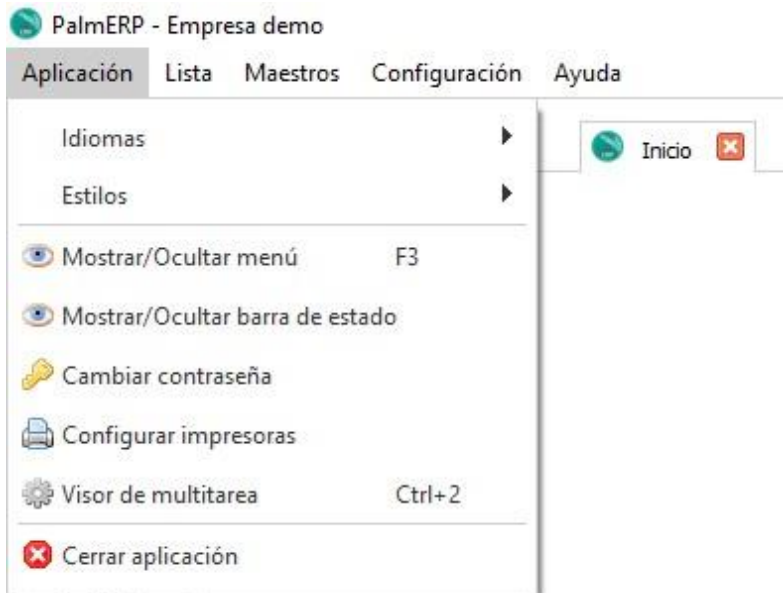 PalmERP - Empresa demo
Aplicación Lista Maestros Configuración Ayuda
Idiomas
Inicio
Estilos
Mostrar/Ocultar menú F3
Mostrar/Ocultar barra de estado
Cambiar contraseña
Configurar impresoras
Visor de multitarea Ctrl+2
Cerrar aplicación